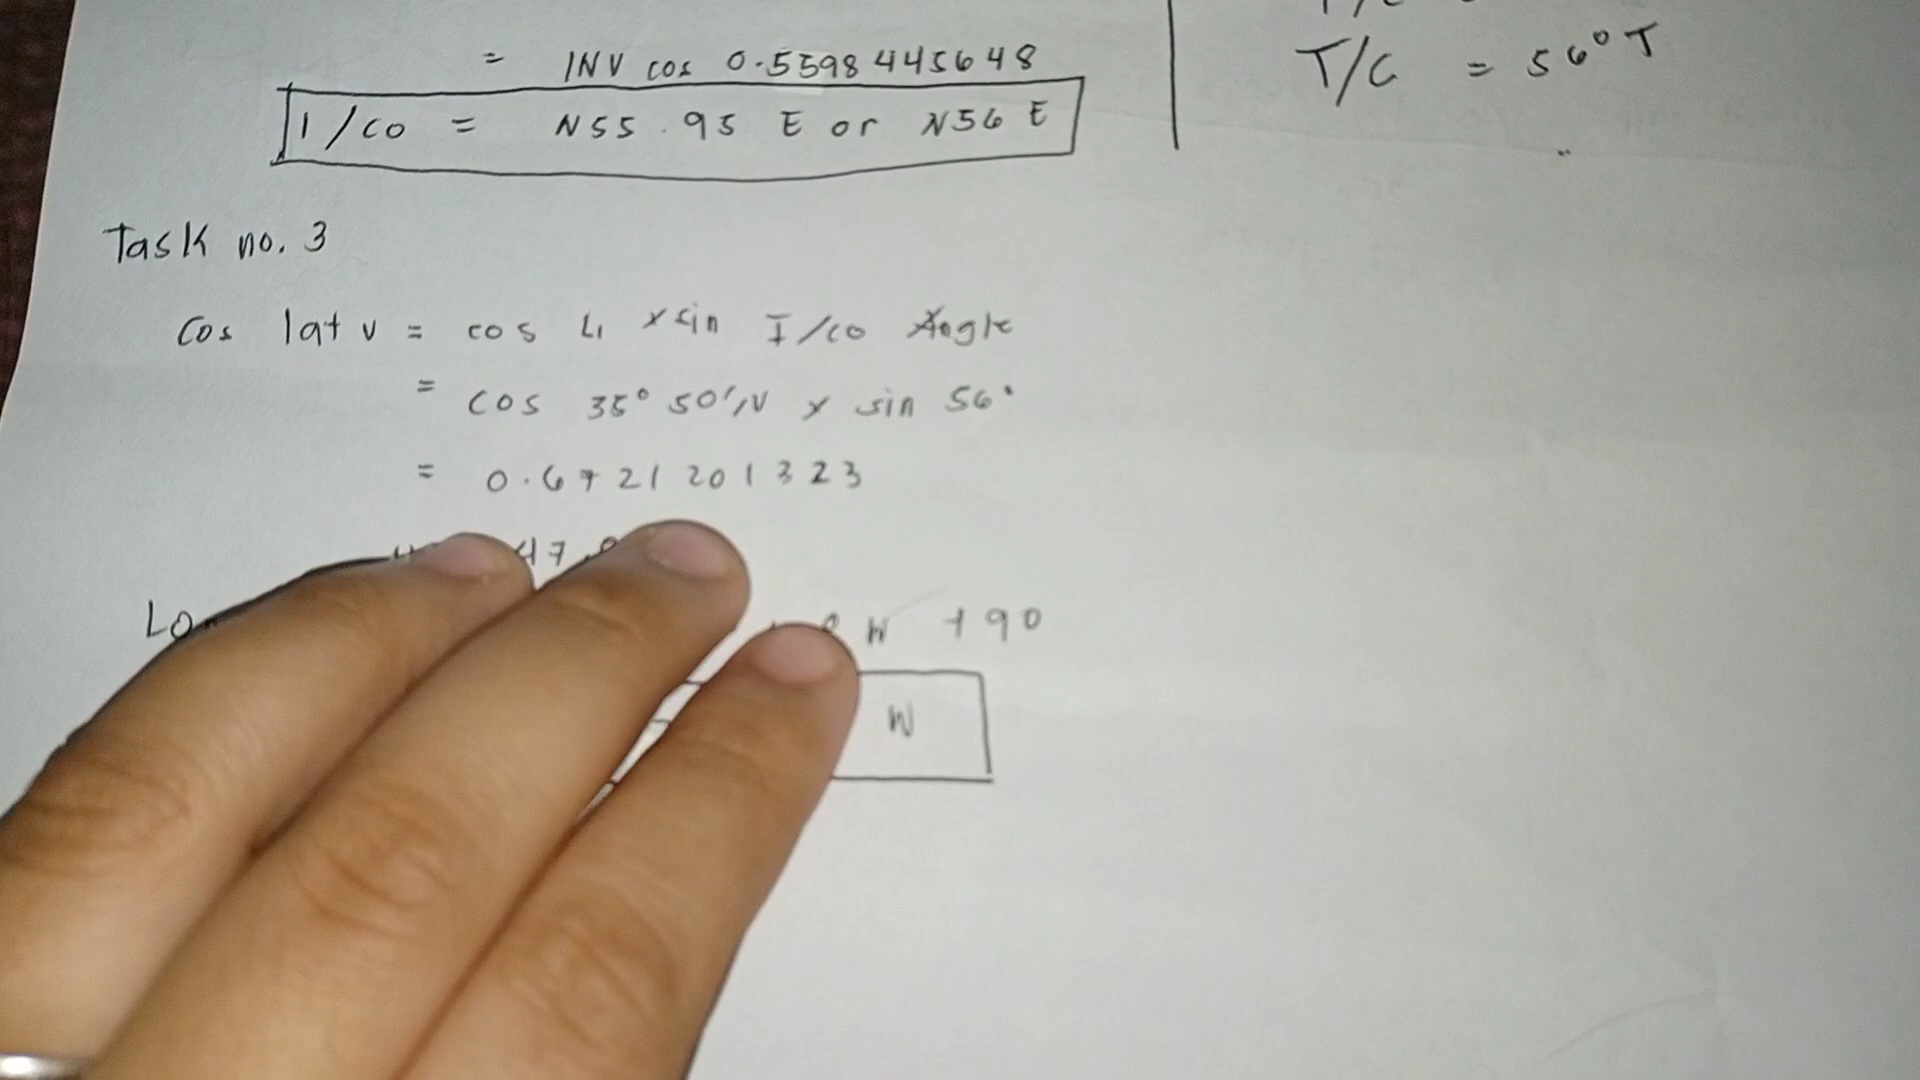 = INV cos 0.5598445648
I/co = N55.95 E or N56 E
T/C = 56° T
Task no. 3
Cos lat v = cos L1 x sin I/co Angle
= cos 35° 50'N x sin 56°
= 0.6721201323
47
W +90
W